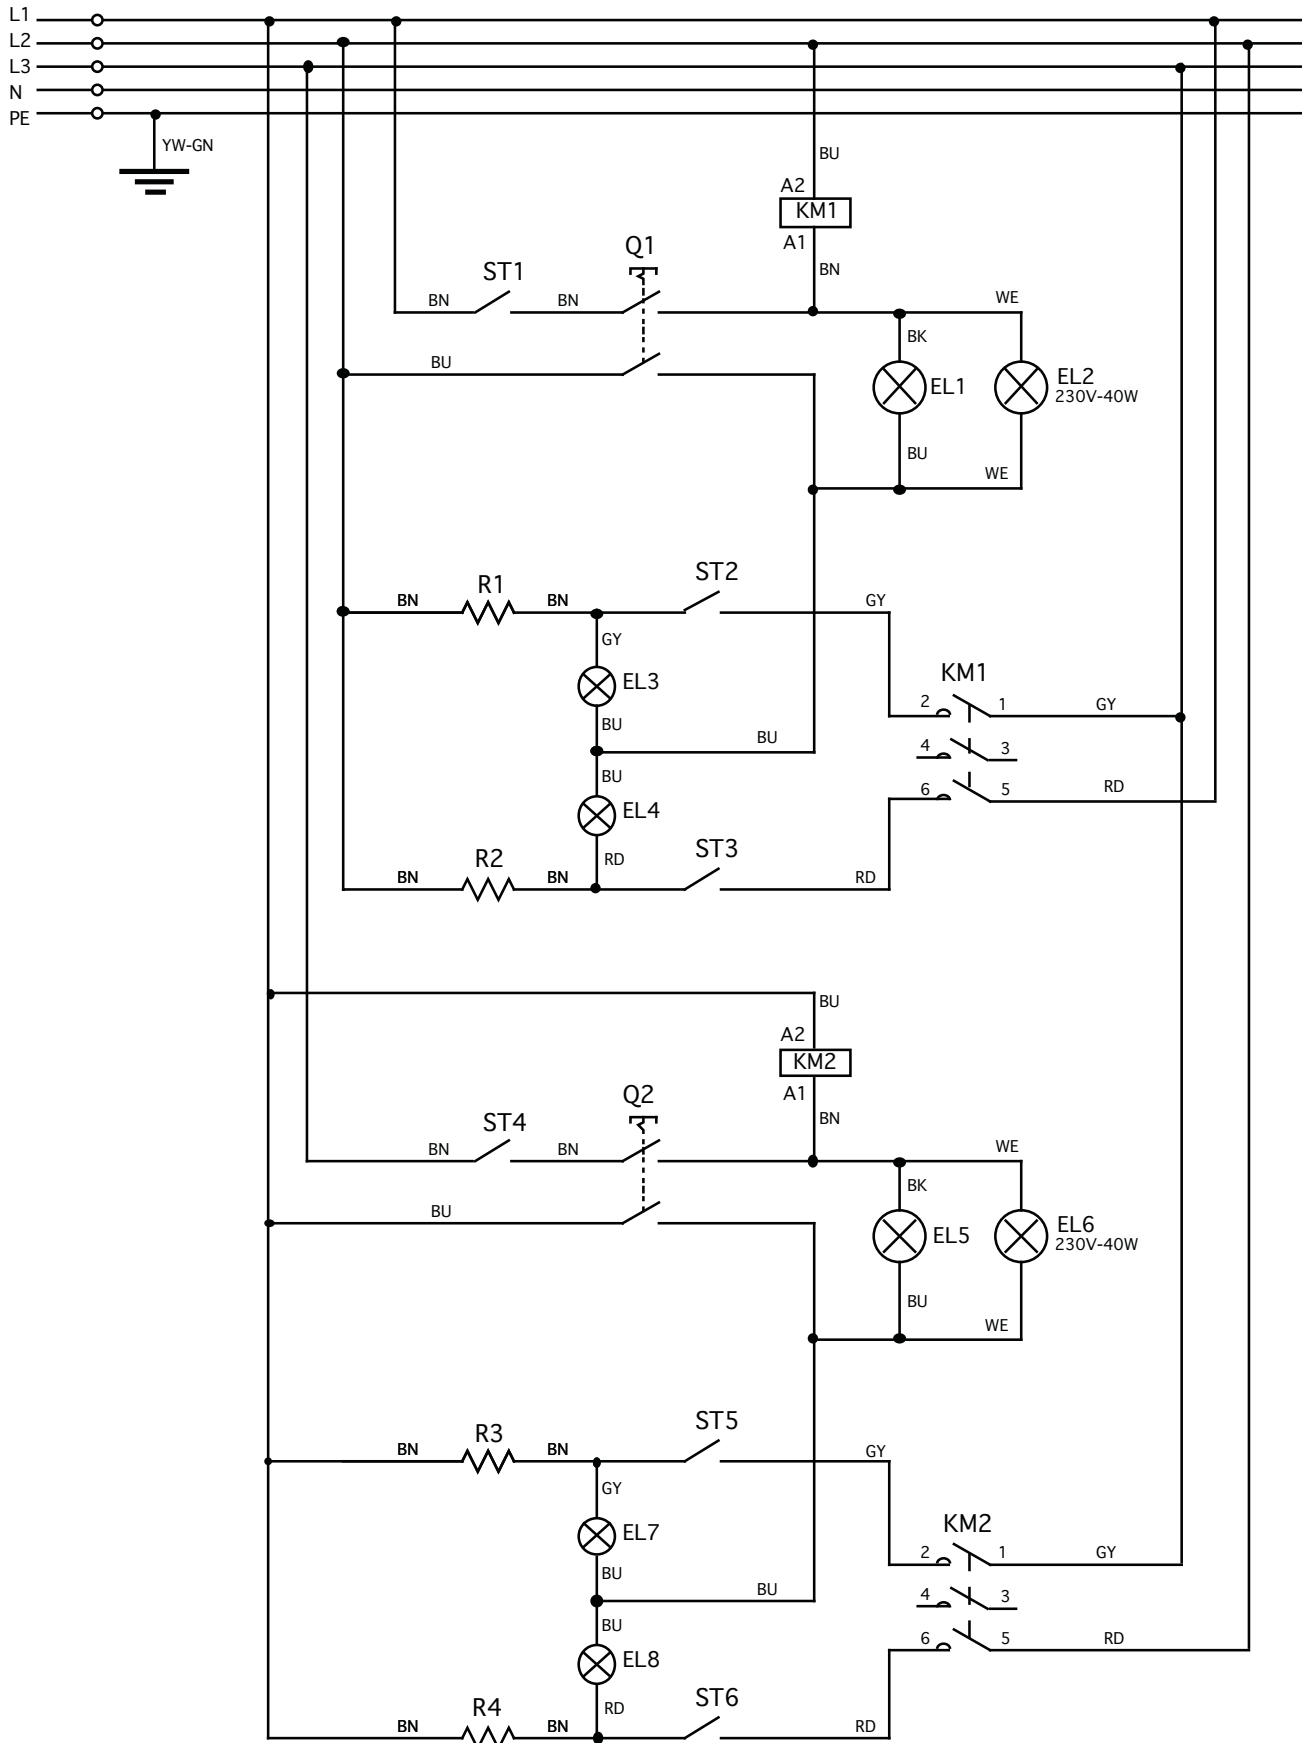 L1
L2
L3
N
PE
YW-GN
BU
A2
KM1
A1
BN
Q1
ST1
BN
BN
WE
BK
BU
EL1
EL2
230V-40W
BU
WE
ST2
R1
BN
BN
GY
GY
EL3
KM1
2
1
GY
BU
BU
4
3
BU
6
5
RD
EL4
ST3
R2
RD
BN
BN
RD
BU
A2
KM2
A1
Q2
BN
ST4
BN
BN
WE
BK
BU
EL5
EL6
230V-40W
BU
WE
ST5
R3
BN
BN
GY
GY
EL7
KM2
2
1
GY
BU
BU
4
3
BU
6
5
RD
EL8
ST6
R4
RD
BN
BN
RD